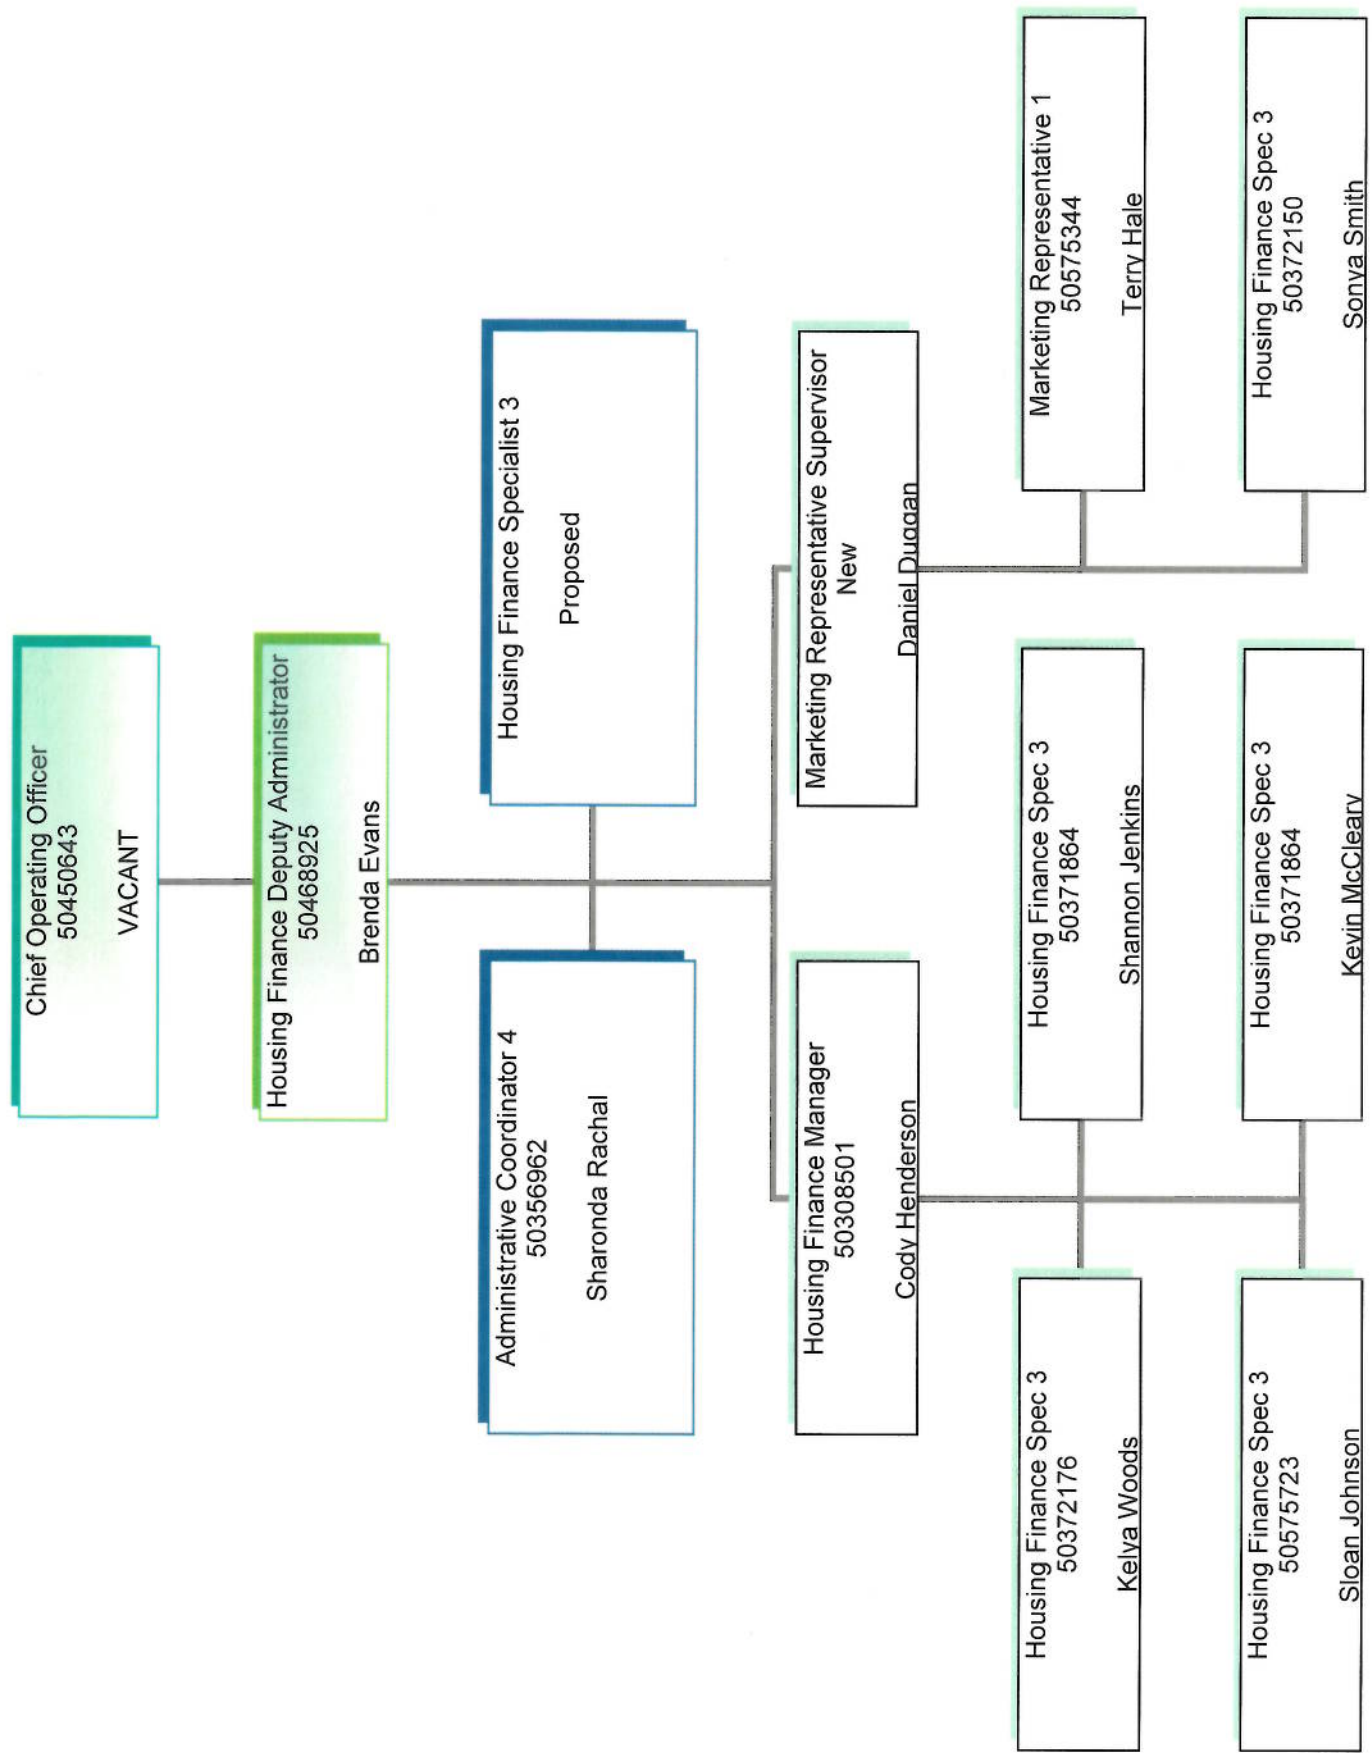 Chief Operating Officer
50450643
VACANT
Housing Finance Deputy Administrator
50468925
Brenda Evans
Administrative Coordinator 4
50356962
Sharonda Rachal
Housing Finance Specialist 3
Proposed
Housing Finance Manager
50308501
Cody Henderson
Marketing Representative Supervisor
New
Daniel Duggan
Housing Finance Spec 3
50372176
Kelya Woods
Housing Finance Spec 3
50371864
Shannon Jenkins
Marketing Representative 1
50575344
Terry Hale
Housing Finance Spec 3
50575723
Sloan Johnson
Housing Finance Spec 3
50371864
Kevin McCleary
Housing Finance Spec 3
50372150
Sonya Smith